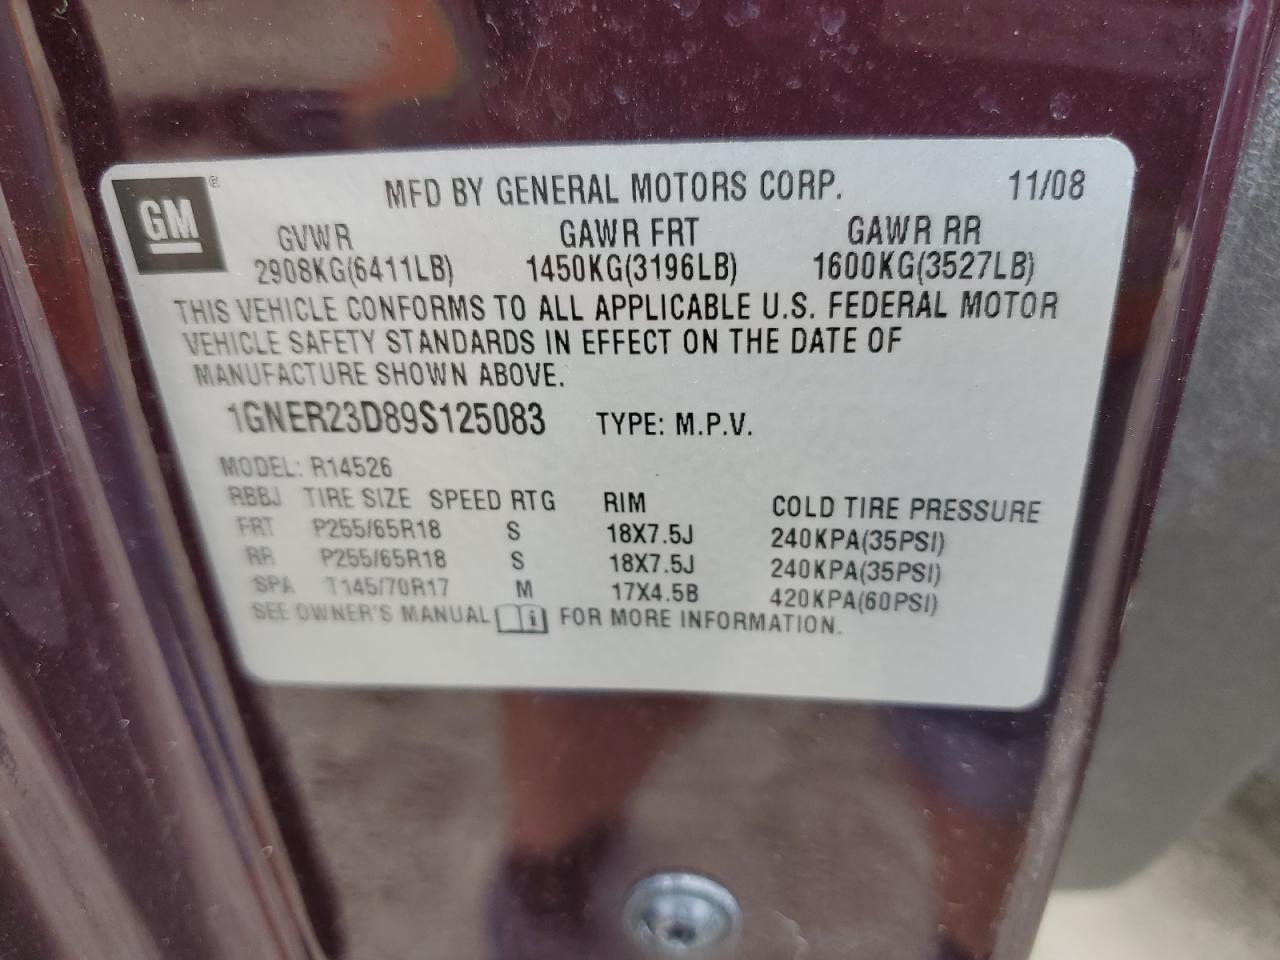 GM ®
MFD BY GENERAL MOTORS CORP. 11/08
GVWR GAWR FRT GAWR RR
2908KG(6411LB) 1450KG(3196LB) 1600KG(3527LB)
THIS VEHICLE CONFORMS TO ALL APPLICABLE U.S. FEDERAL MOTOR
VEHICLE SAFETY STANDARDS IN EFFECT ON THE DATE OF
MANUFACTURE SHOWN ABOVE.
1GNER23D89S125083 TYPE: M.P.V.
MODEL: R14526
RBBJ TIRE SIZE SPEED RTG RIM COLD TIRE PRESSURE
FRT P255/65R18 S 18X7.5J 240KPA(35PSI)
RR P255/65R18 S 18X7.5J 240KPA(35PSI)
SPA T145/70R17 M 17X4.5B 420KPA(60PSI)
SEE OWNER'S MANUAL i FOR MORE INFORMATION.